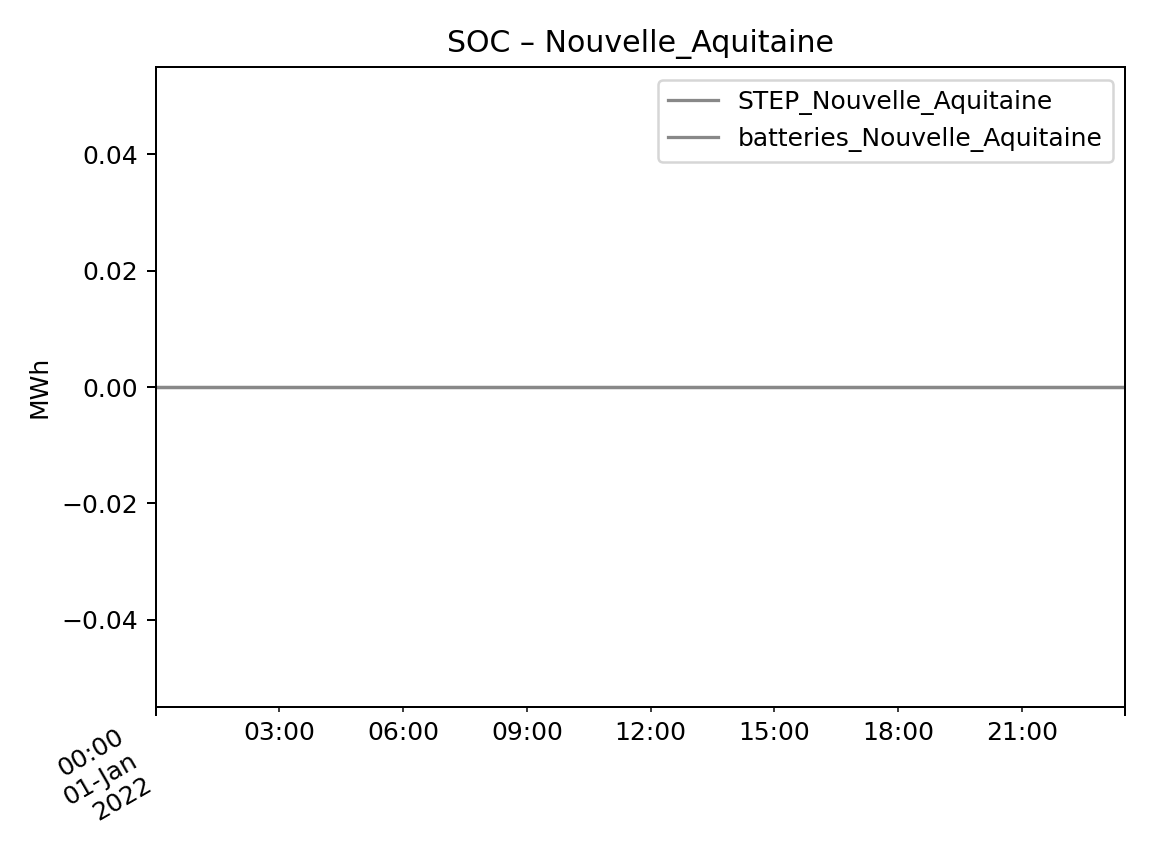 SOC – Nouvelle_Aquitaine
STEP_Nouvelle_Aquitaine
batteries_Nouvelle_Aquitaine
MWh
0.04
0.02
0.00
−0.02
−0.04
00:00
01-Jan
2022
03:00
06:00
09:00
12:00
15:00
18:00
21:00